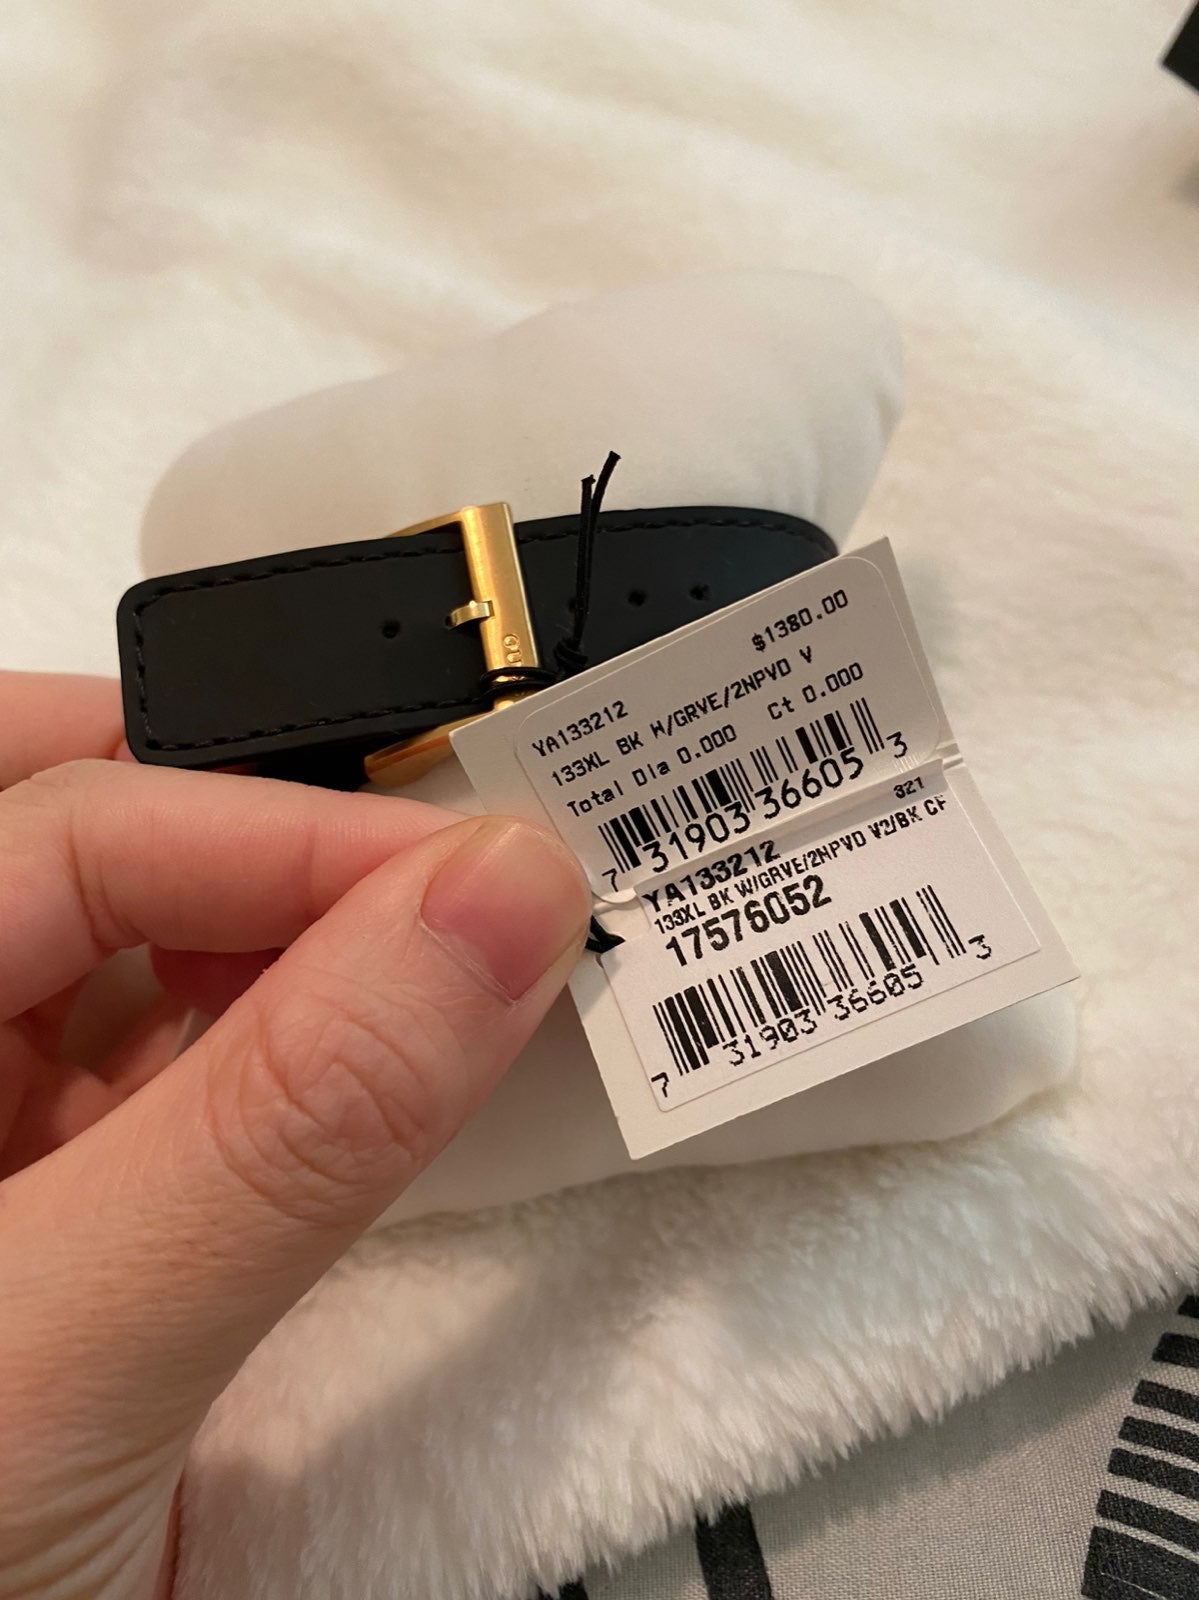 $1380.00
YA133212
133XL BK W/GRVE/2NPVD V
Total Dia 0.000 Ct 0.000
7 31903 36605 3
321
YA133212
133XL BK W/GRVE/2NPVD V2/BK CF
17576052
7 31903 36605 3